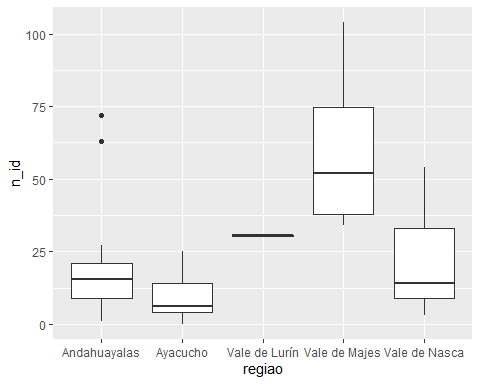 100
75
50
25
0
n_id
Andahuayalas Ayacucho Vale de Lurín Vale de Majes Vale de Nasca
regiao